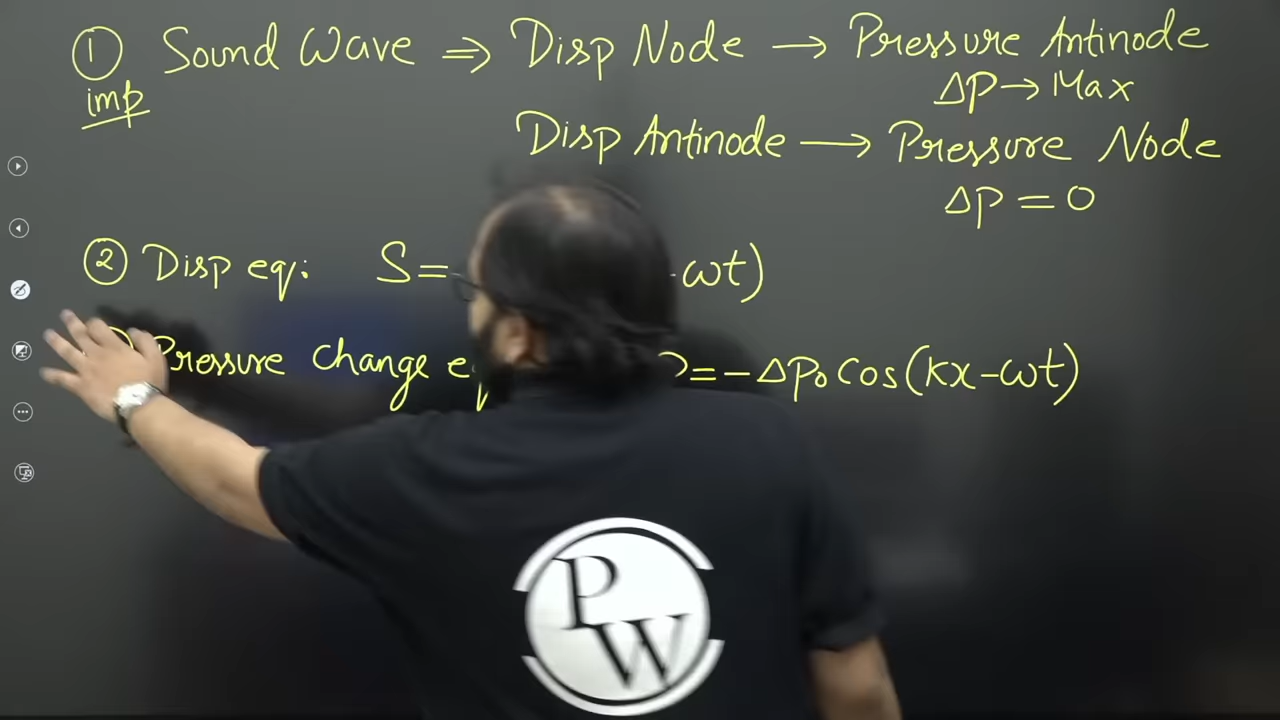 ① Sound Wave ⇒ Disp Node → Pressure Antinode
imp
ΔP → Max
Disp Antinode → Pressure Node
ΔP = 0
② Disp eq: S = - ωt)
Pressure Change eq = - ΔP₀ Cos(kx - ωt)
PW